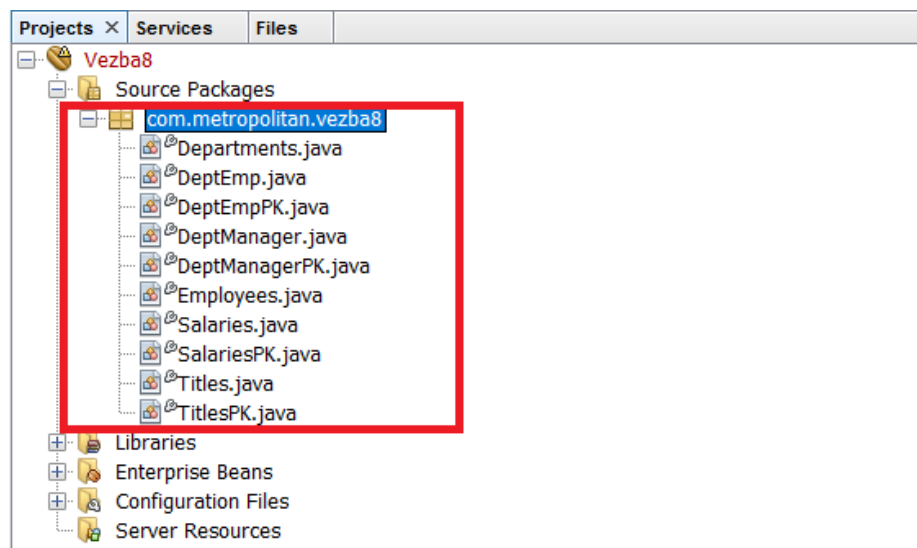 Projects × Services Files
Vezba8
Source Packages
com.metropolitan.vezba8
Departments.java
DeptEmp.java
DeptEmpPK.java
DeptManager.java
DeptManagerPK.java
Employees.java
Salaries.java
SalariesPK.java
Titles.java
TitlesPK.java
Libraries
Enterprise Beans
Configuration Files
Server Resources